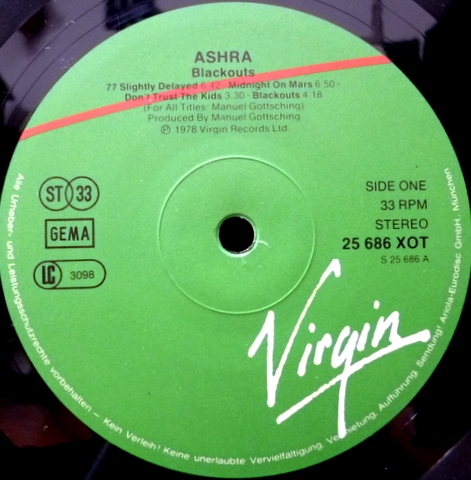 ASHRA
Blackouts
77 Slightly Delayed 6.42 · Midnight On Mars 6.50 ·
Don't Trust The Kids 3.30 · Blackouts 4.18
(For All Titles: Manuel Gottsching)
Produced By Manuel Gottsching
℗ 1978 Virgin Records Ltd.
ST 33
GEMA
LC 3098
SIDE ONE
33 RPM
STEREO
25 686 XOT
S 25 686 A
Virgin
Alle Urheber- und Leistungsschutzrechte vorbehalten - Kein Verleih! Keine unerlaubte Vervielfältigung, Vermietung, Aufführung, Sendung! Ariola-Eurodisc GmbH, München